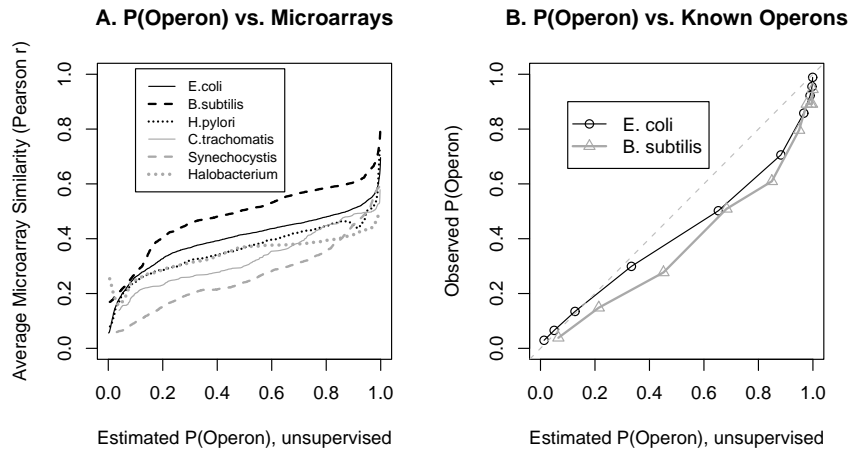 A. P(Operon) vs. Microarrays
Average Microarray Similarity (Pearson r)
1.0
0.8
0.6
0.4
0.2
0.0
E.coli
B.subtilis
H.pylori
C.trachomatis
Synechocystis
Halobacterium
0.0 0.2 0.4 0.6 0.8 1.0
Estimated P(Operon), unsupervised
B. P(Operon) vs. Known Operons
Observed P(Operon)
1.0
0.8
0.6
0.4
0.2
0.0
E. coli
B. subtilis
0.0 0.2 0.4 0.6 0.8 1.0
Estimated P(Operon), unsupervised